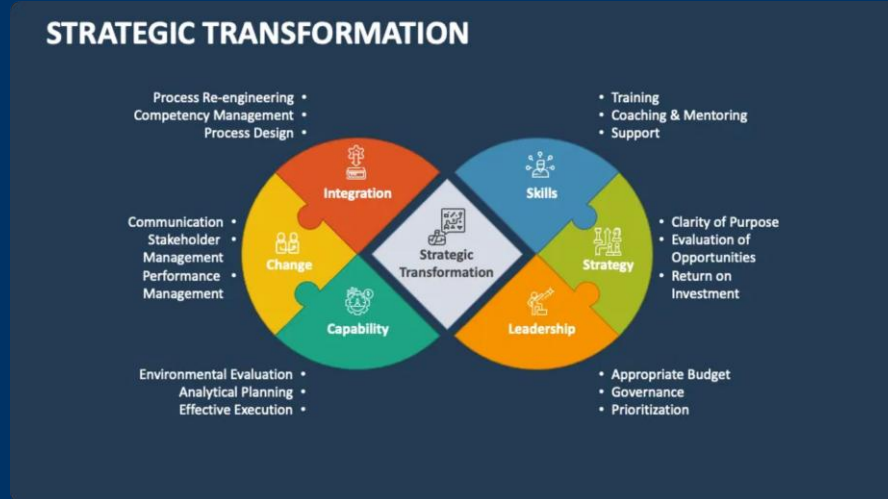 STRATEGIC TRANSFORMATION
Process Re-engineering •
Competency Management •
Process Design •
• Training
• Coaching & Mentoring
• Support
Integration
Skills
Communication •
Stakeholder •
Management
Performance •
Management
Change
Strategic
Transformation
Strategy
• Clarity of Purpose
• Evaluation of
Opportunities
• Return on
Investment
Capability
Leadership
Environmental Evaluation •
Analytical Planning •
Effective Execution •
• Appropriate Budget
• Governance
• Prioritization